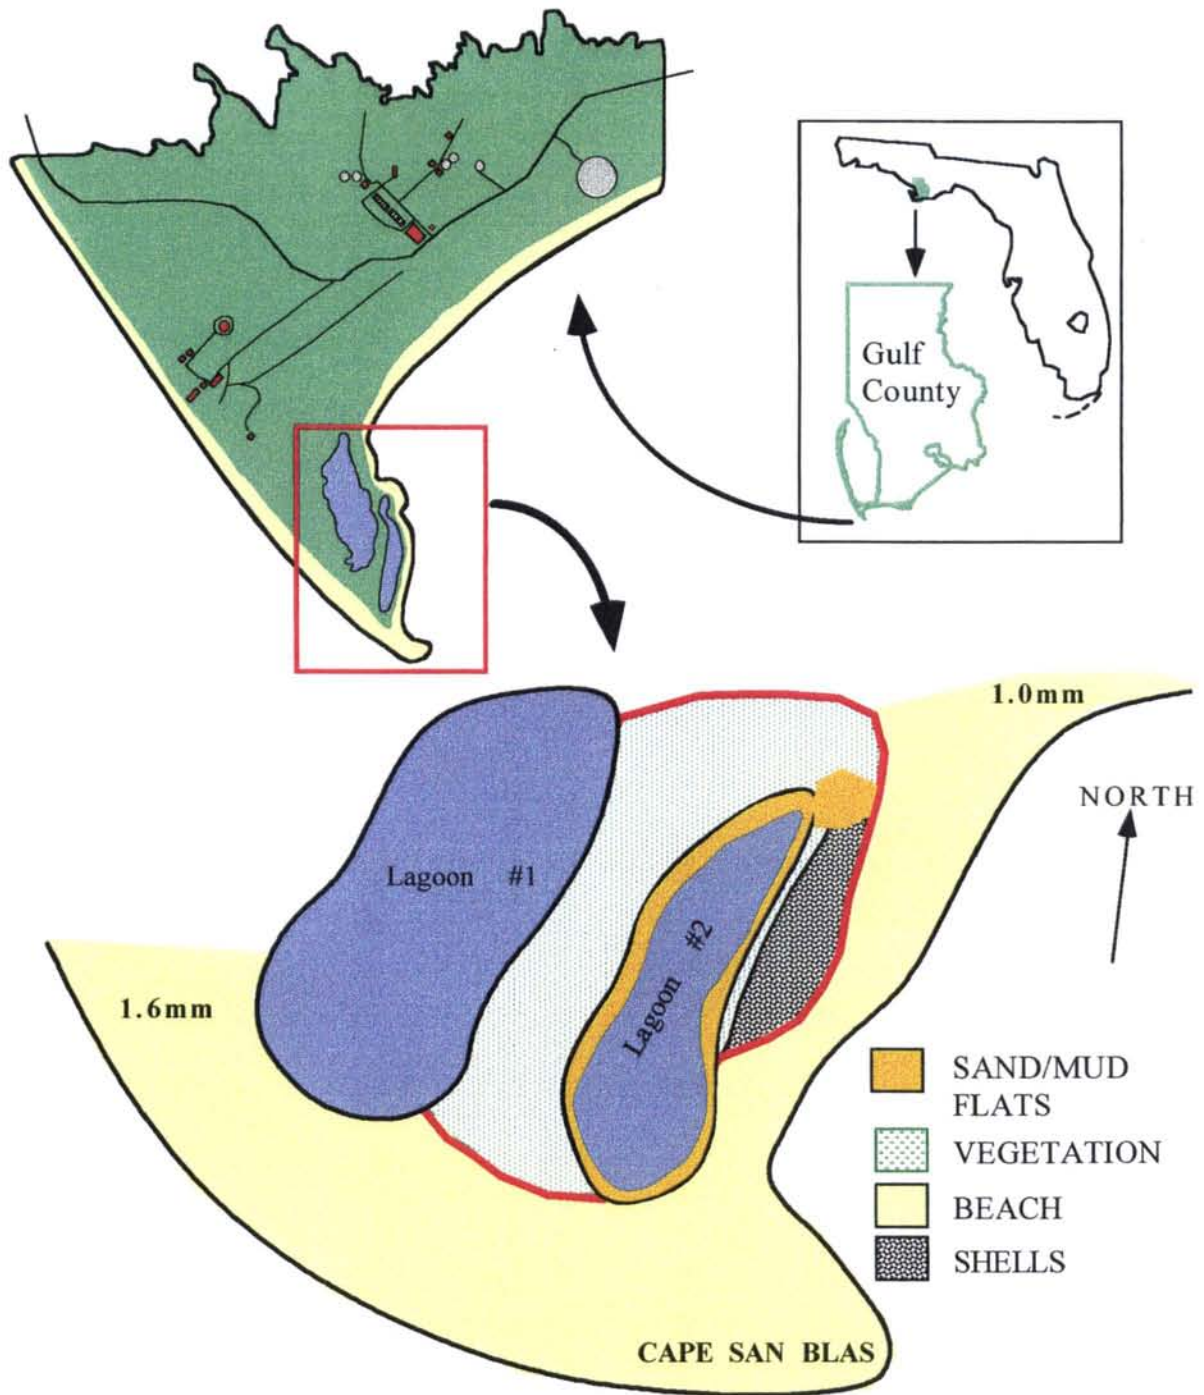 Gulf
County
1.0mm
NORTH
Lagoon #1
Lagoon #2
1.6mm
SAND/MUD
FLATS
VEGETATION
BEACH
SHELLS
CAPE SAN BLAS